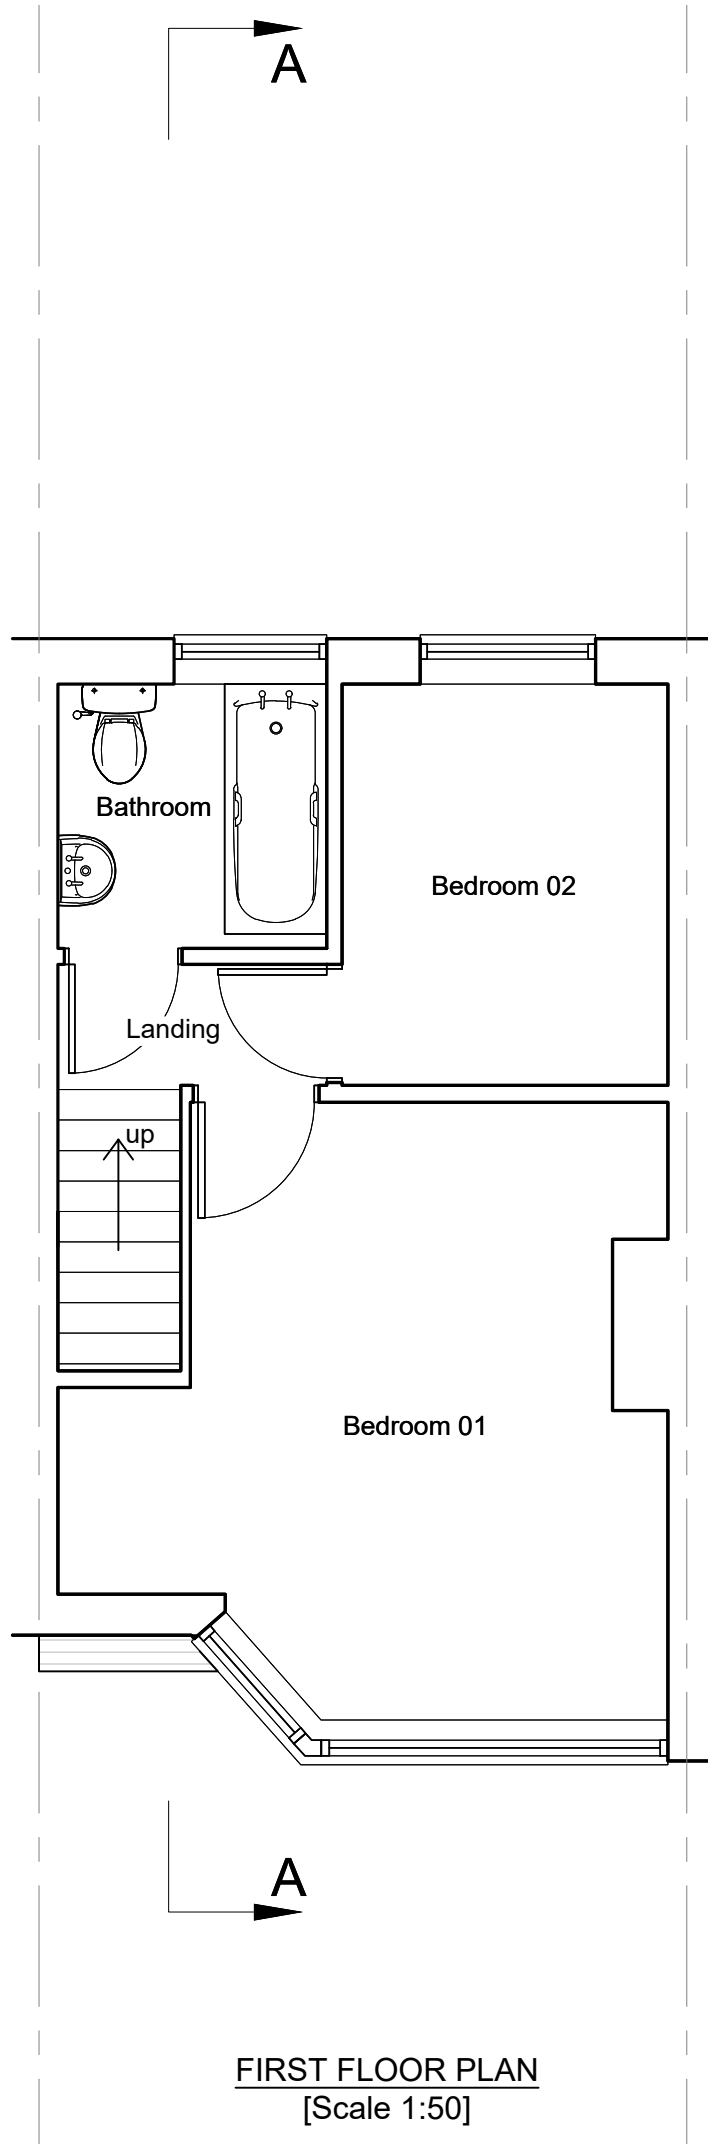 A
Bathroom
Bedroom 02
Landing
up
Bedroom 01
A
FIRST FLOOR PLAN
[Scale 1:50]